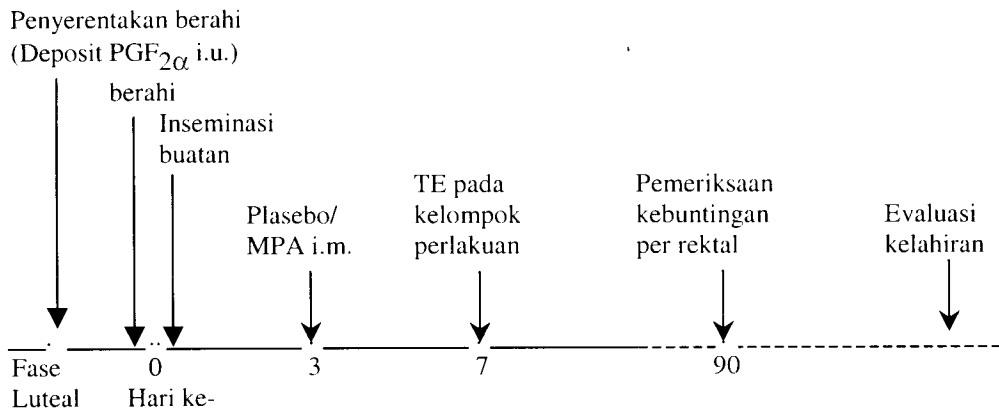 Penyerentakan berahi
(Deposit PGF2α i.u.)
berahi
Inseminasi
buatan
Plasebo/
MPA i.m.
TE pada
kelompok
perlakuan
Pemeriksaan
kebuntingan
per rektal
Evaluasi
kelahiran
Fase
Luteal
0
Hari ke-
3
7
90